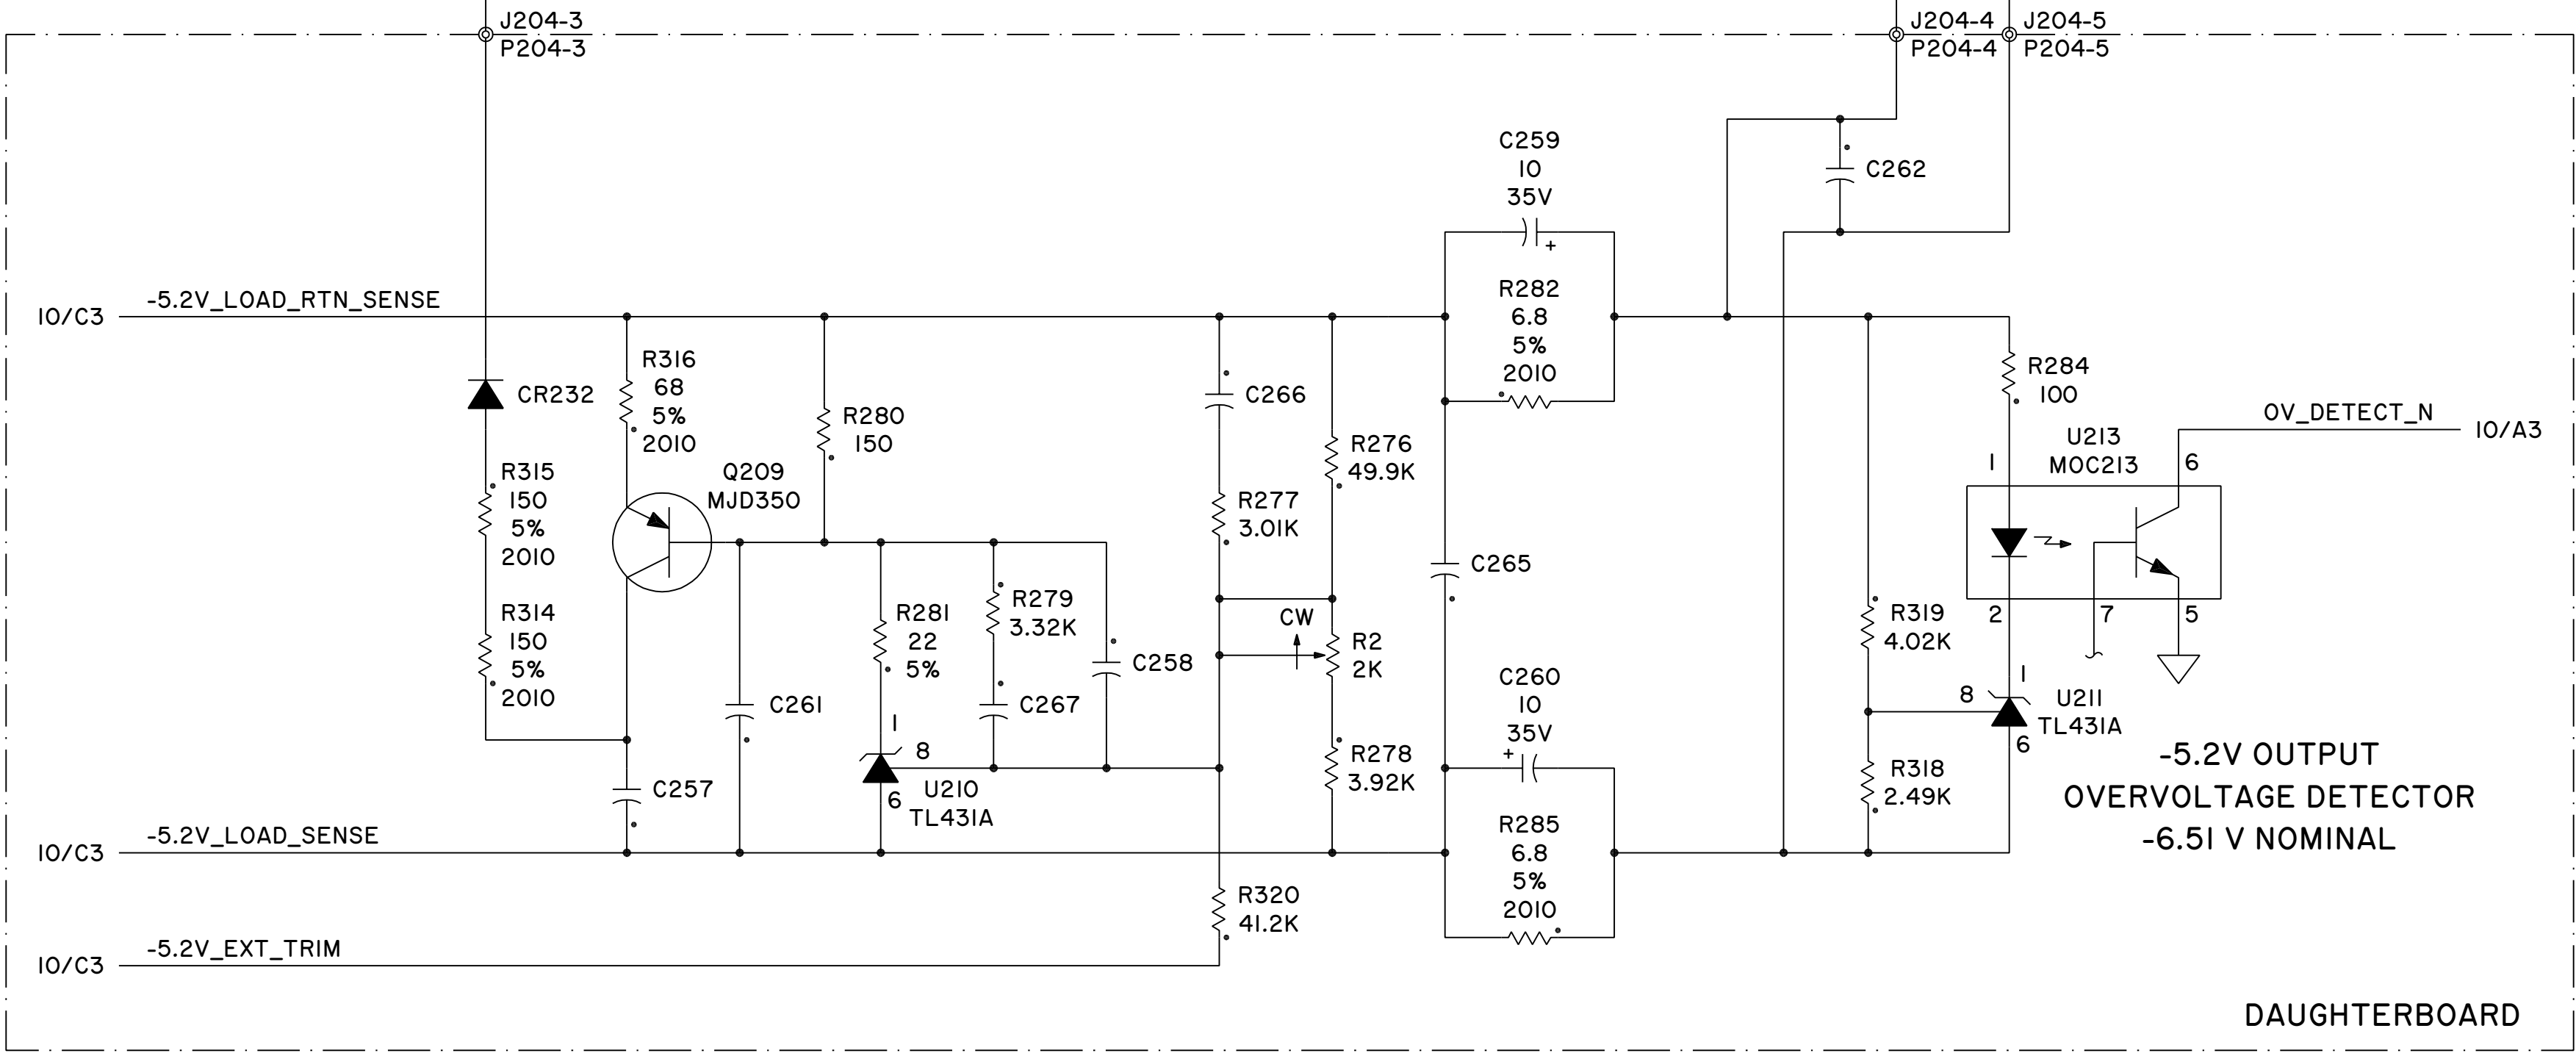 J204-3
P204-3
J204-4
P204-4
J204-5
P204-5
C259
10
35V
C262
-5.2V_LOAD_RTN_SENSE
10/C3
R282
6.8
5%
2010
R316
68
5%
2010
CR232
R280
150
C266
R284
100
OV_DETECT_N
10/A3
U213
MOC213
1
6
R276
49.9K
R315
150
5%
2010
Q209
MJD350
R277
3.01K
C265
R281
22
5%
R279
3.32K
CW
R2
2K
R319
4.02K
2
7
5
R314
150
5%
2010
C258
C260
10
35V
C261
C267
1
8
1
8
U211
TL431A
6
R278
3.92K
R318
2.49K
-5.2V OUTPUT
OVERVOLTAGE DETECTOR
-6.51 V NOMINAL
C257
6
U210
TL431A
-5.2V_LOAD_SENSE
10/C3
R285
6.8
5%
2010
R320
41.2K
-5.2V_EXT_TRIM
10/C3
DAUGHTERBOARD
+
+